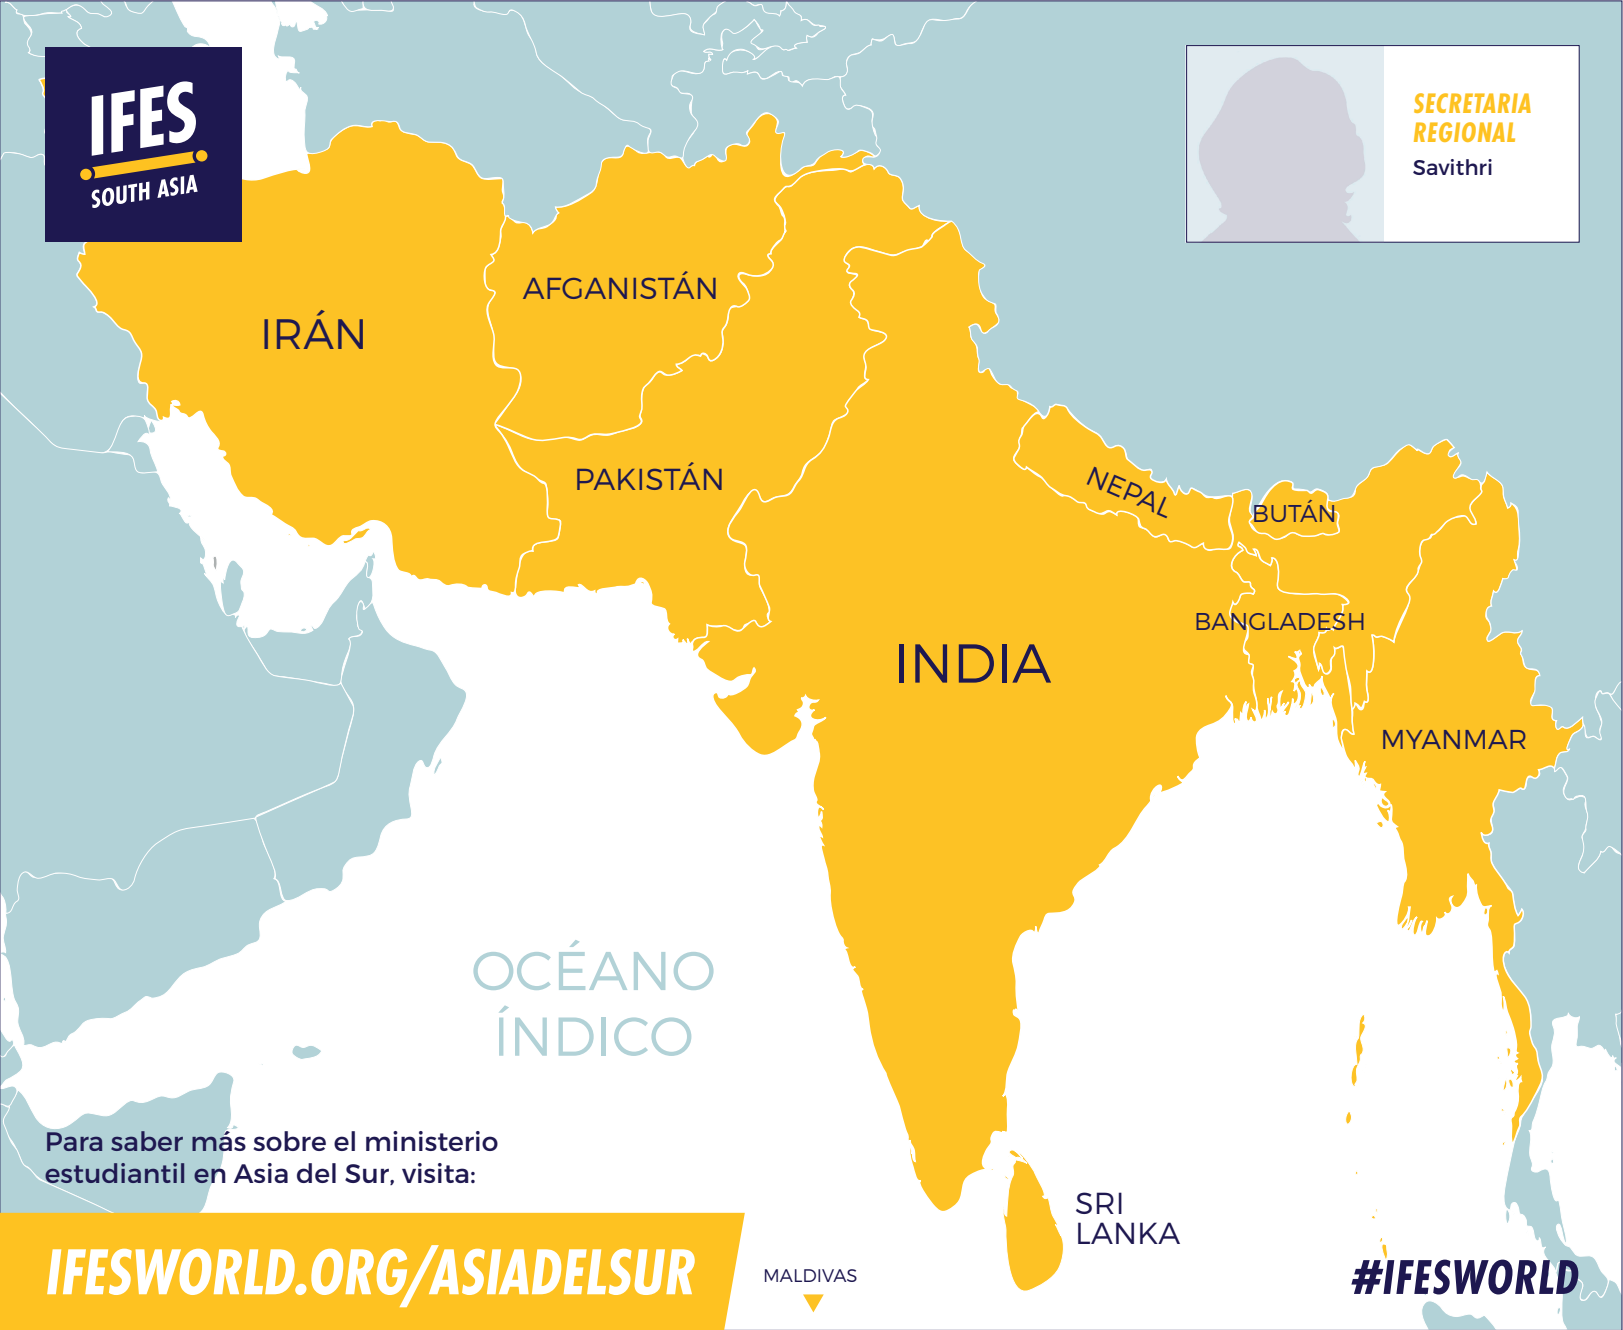 IFES
SOUTH ASIA
SECRETARIA
REGIONAL
Savithri
AFGANISTÁN
IRÁN
PAKISTÁN
NEPAL
BUTÁN
BANGLADESH
INDIA
MYANMAR
OCÉANO
ÍNDICO
Para saber más sobre el ministerio
estudiantil en Asia del Sur, visita:
SRI
LANKA
IFESWORLD.ORG/ASIADELSUR
MALDIVAS
#IFESWORLD